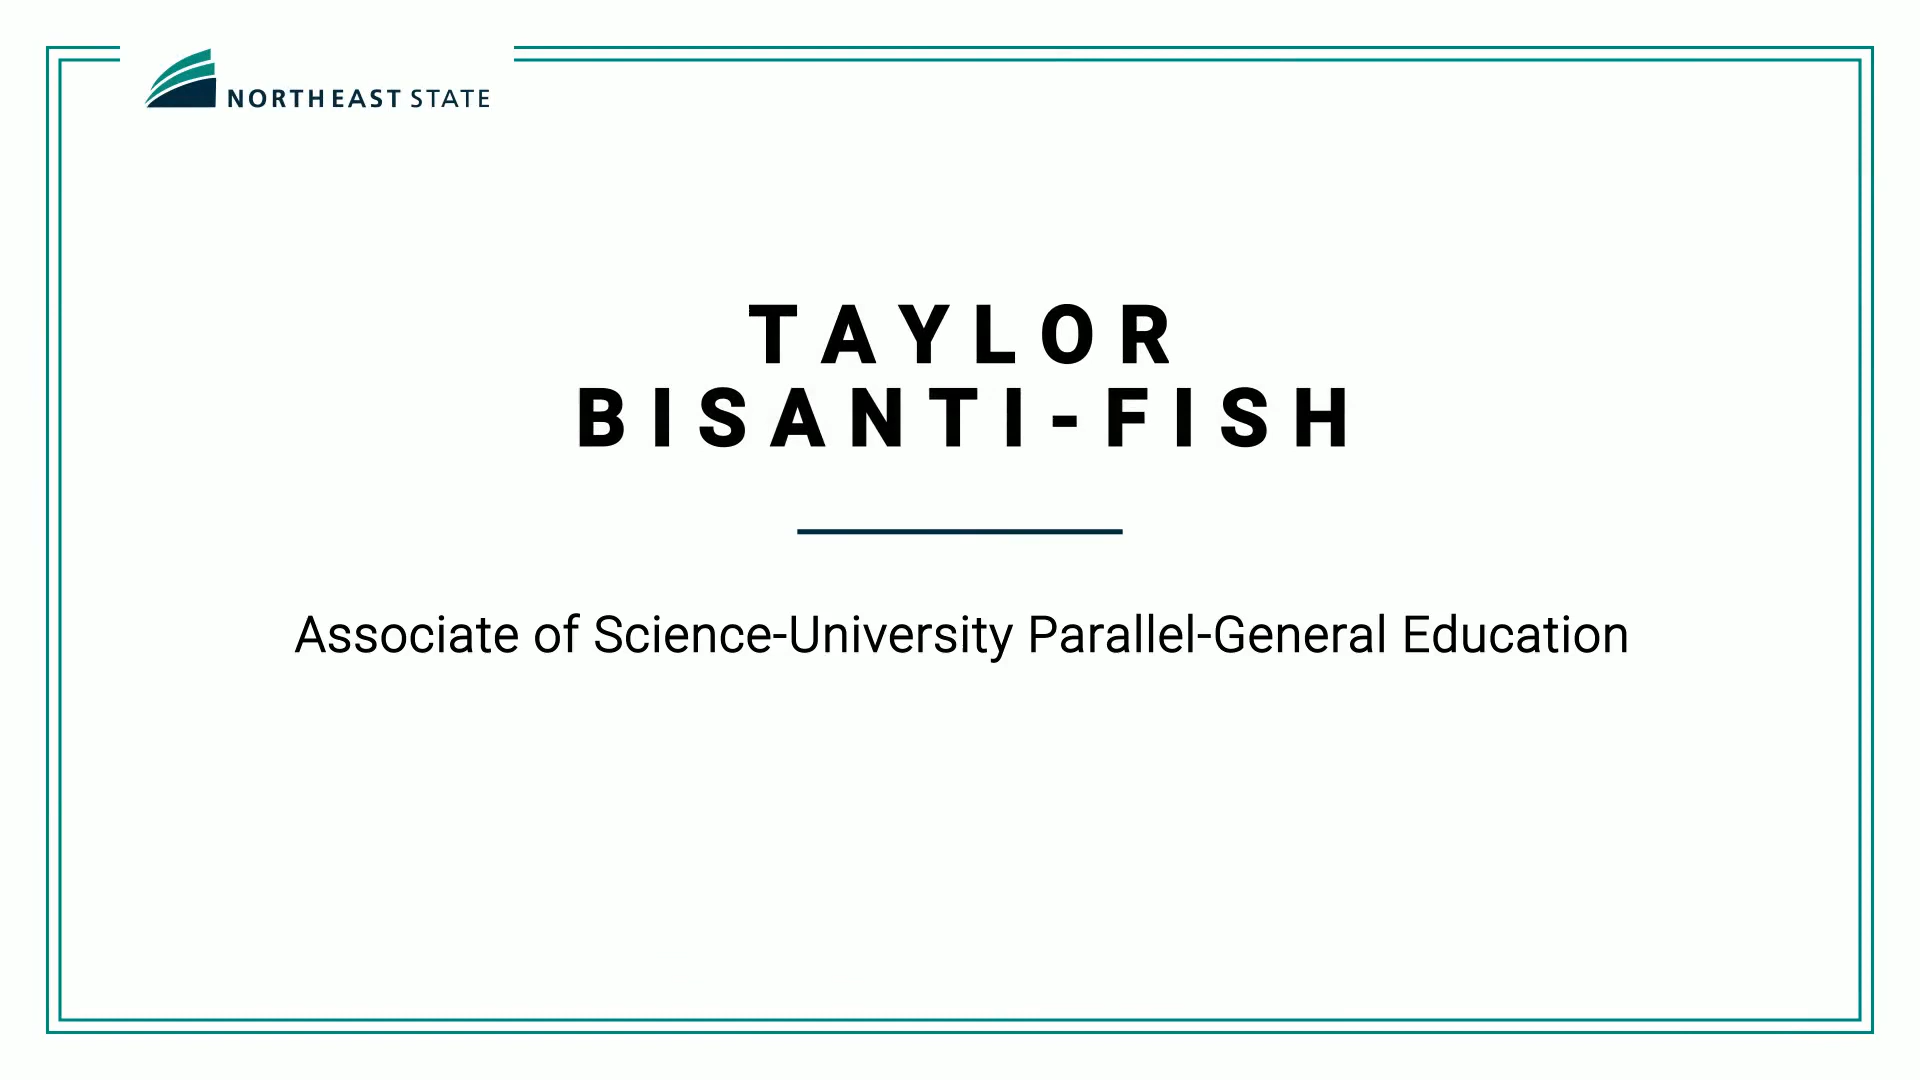 NORTHEAST STATE
TAYLOR
BISANTI-FISH
Associate of Science-University Parallel-General Education